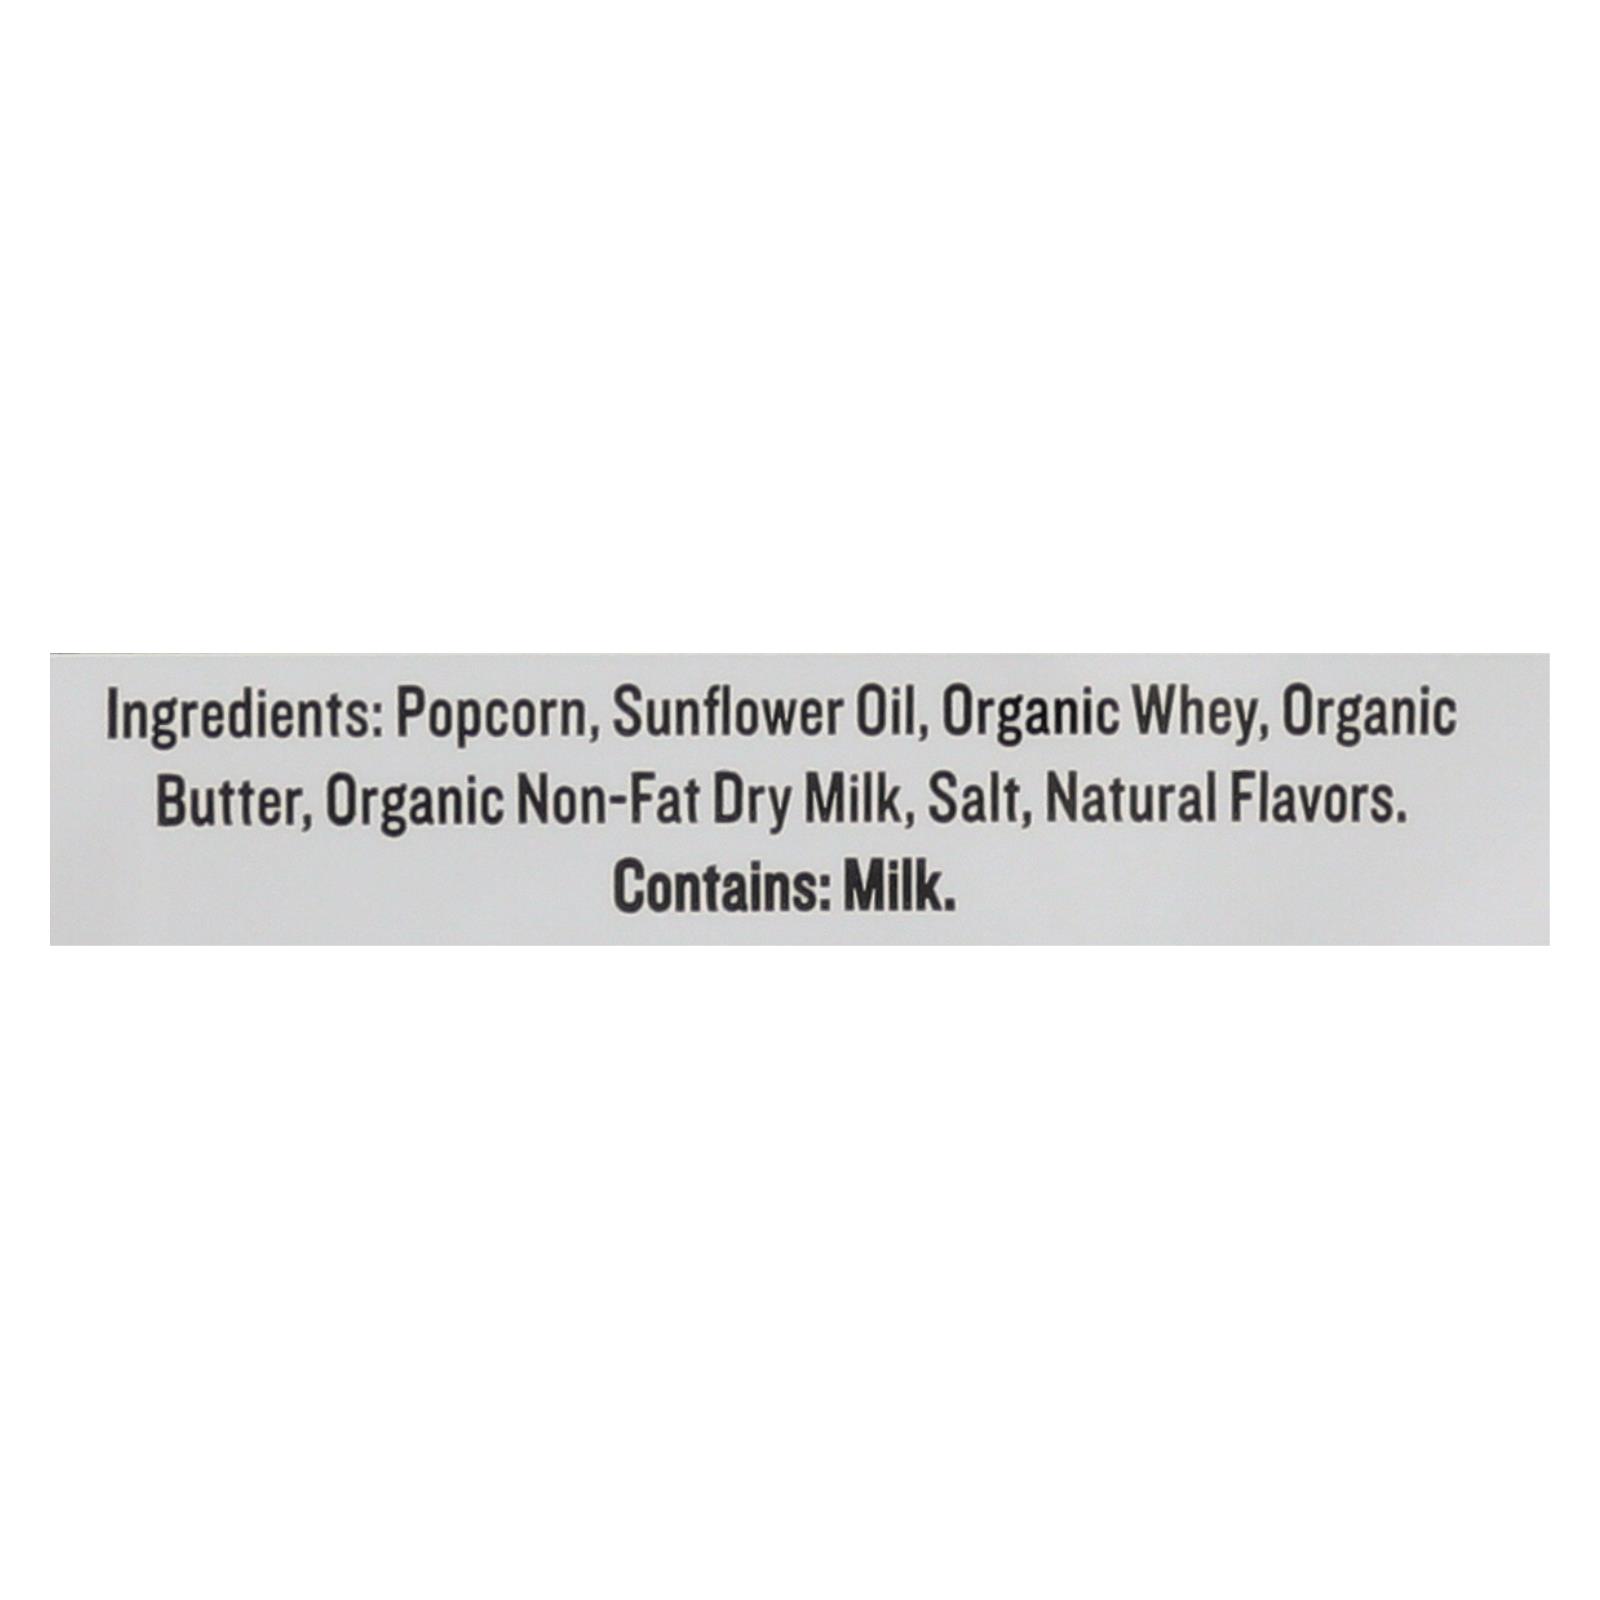 Ingredients: Popcorn, Sunflower Oil, Organic Whey, Organic
Butter, Organic Non-Fat Dry Milk, Salt, Natural Flavors.
Contains: Milk.